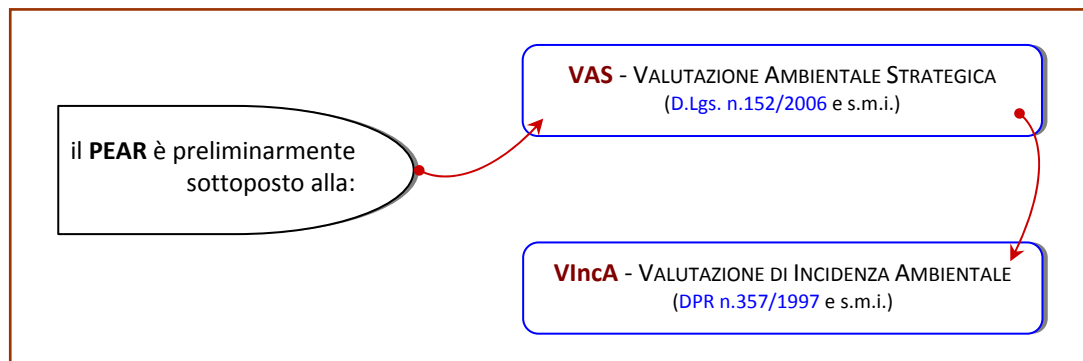 il PEAR è preliminarmente
sottoposto alla:
VAS - VALUTAZIONE AMBIENTALE STRATEGICA
(D.Lgs. n.152/2006 e s.m.i.)
VIncA - VALUTAZIONE DI INCIDENZA AMBIENTALE
(DPR n.357/1997 e s.m.i.)